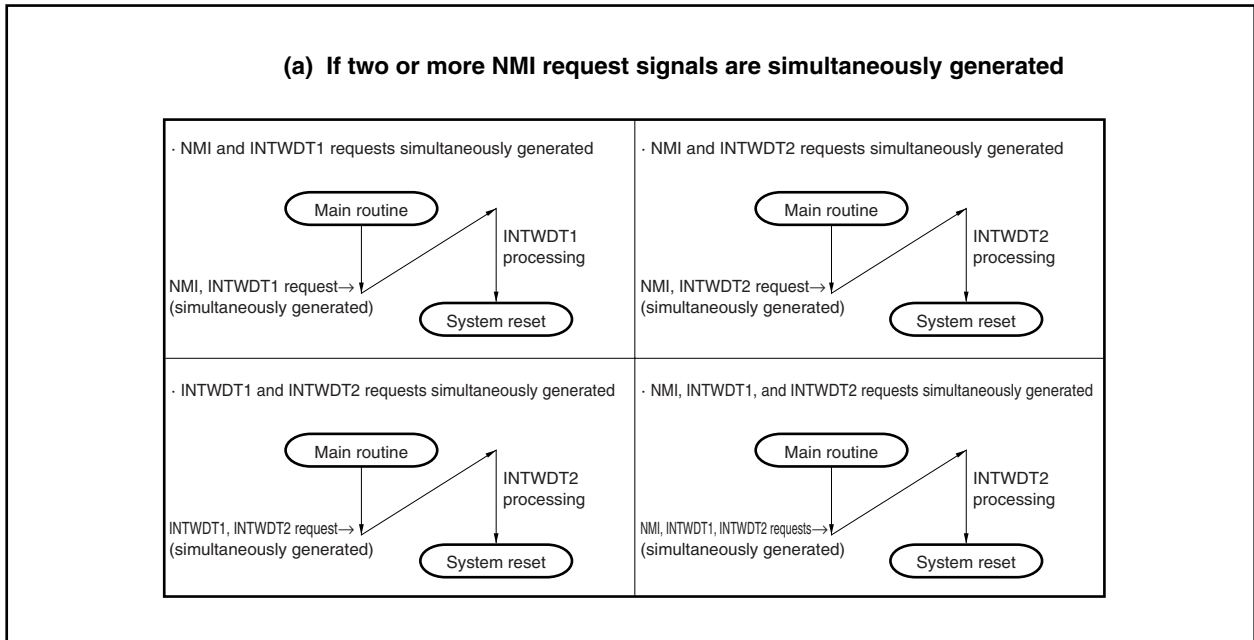 (a) If two or more NMI request signals are simultaneously generated
· NMI and INTWDT1 requests simultaneously generated
Main routine
INTWDT1
processing
NMI, INTWDT1 request→
(simultaneously generated)
System reset
· NMI and INTWDT2 requests simultaneously generated
Main routine
INTWDT2
processing
NMI, INTWDT2 request→
(simultaneously generated)
System reset
· INTWDT1 and INTWDT2 requests simultaneously generated
Main routine
INTWDT2
processing
INTWDT1, INTWDT2 request→
(simultaneously generated)
System reset
· NMI, INTWDT1, and INTWDT2 requests simultaneously generated
Main routine
INTWDT2
processing
NMI, INTWDT1, INTWDT2 requests→
(simultaneously generated)
System reset